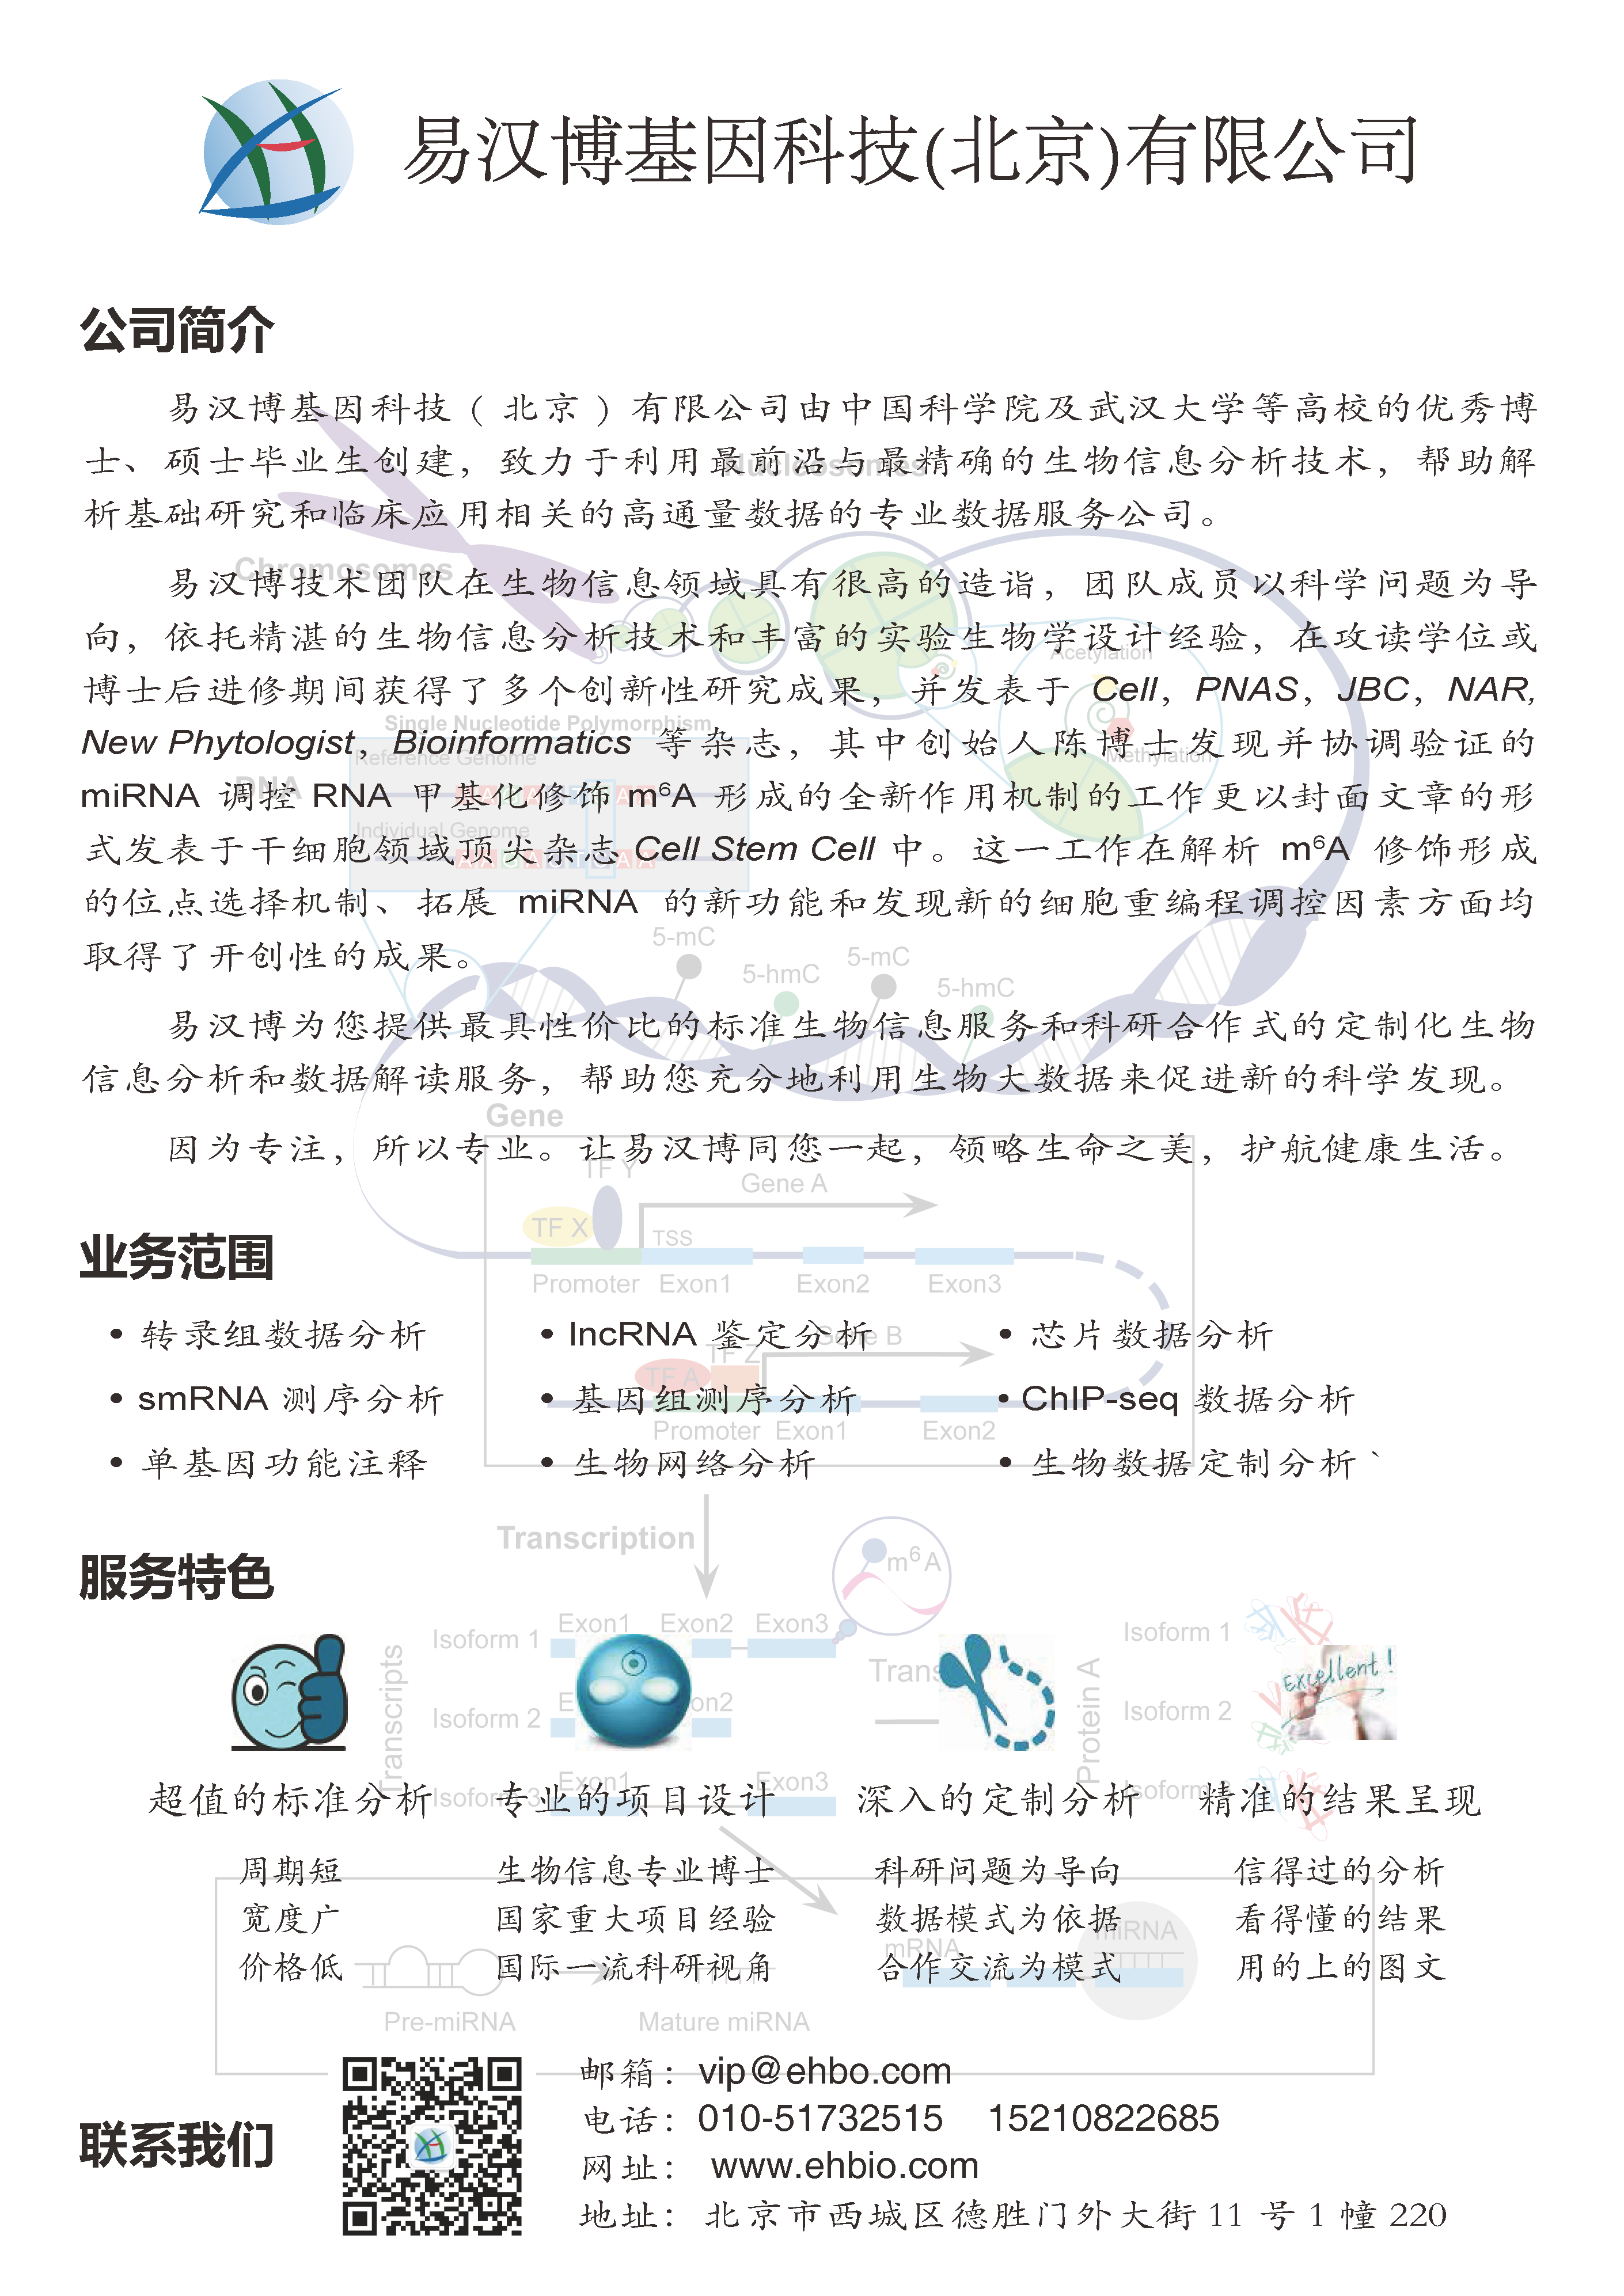 易汉博基因科技(北京)有限公司
公司简介
易汉博基因科技(北京)有限公司由中国科学院及武汉大学等高校的优秀博
士、硕士毕业生创建，致力于利用最前沿与最精确的生物信息分析技术，帮助解
析基础研究和临床应用相关的高通量数据的专业数据服务公司。
易汉博技术团队在生物信息领域具有很高的造诣，团队成员以科学问题为导
向，依托精湛的生物信息分析技术和丰富的实验生物学设计经验，在攻读学位或
博士后进修期间获得了多个创新性研究成果，并发表于 Cell，PNAS，JBC，NAR,
New Phytologist，Bioinformatics 等杂志，其中创始人陈博士发现并协调验证的
miRNA 调控 RNA 甲基化修饰 m⁶A 形成的全新作用机制的工作更以封面文章的形
式发表于干细胞领域顶尖杂志 Cell Stem Cell 中。这一工作在解析 m⁶A 修饰形成
的位点选择机制、拓展 miRNA 的新功能和发现新的细胞重编程调控因素方面均
取得了开创性的成果。
易汉博为您提供最具性价比的标准生物信息服务和科研合作式的定制化生物
信息分析和数据解读服务，帮助您充分地利用生物大数据来促进新的科学发现。
因为专注，所以专业。让易汉博同您一起，领略生命之美，护航健康生活。
Nucleosomes
Chromosomes
Acetylation
Methylation
Single Nucleotide Polymorphism
Reference Genome
DNA
Individual Genome
5-mC 5-hmC 5-mC 5-hmC
Gene
TF Y
Gene A
TF X TSS
Promoter Exon1 Exon2 Exon3
业务范围
• 转录组数据分析 • lncRNA 鉴定分析 • 芯片数据分析
• smRNA 测序分析 • 基因组测序分析 • ChIP-seq 数据分析
• 单基因功能注释 • 生物网络分析 • 生物数据定制分析`
Gene B
TF Z
TF A
Promoter Exon1 Exon2
Transcription
m⁶A
服务特色
Transcripts
Isoform 1 Exon1 Exon2 Exon3
Isoform 2
Exon1 Exon3
Protein A
Isoform 1
Isoform 2
Excellent!
超值的标准分析 专业的项目设计 深入的定制分析 精准的结果呈现
周期短 生物信息专业博士 科研问题为导向 信得过的分析
宽度广 国家重大项目经验 数据模式为依据 看得懂的结果
价格低 国际一流科研视角 合作交流为模式 用的上的图文
mRNA miRNA
Pre-miRNA Mature miRNA
联系我们
邮箱：vip@ehbo.com
电话：010-51732515 15210822685
网址： www.ehbio.com
地址： 北京市西城区德胜门外大街 11 号 1 幢 220